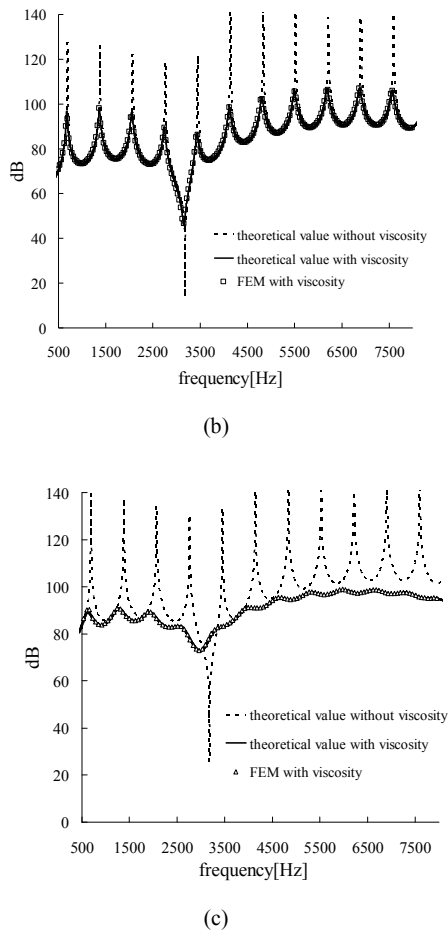 140
120
100
80
60
40
20
0
dB
theoretical value without viscosity
theoretical value with viscosity
FEM with viscosity
500 1500 2500 3500 4500 5500 6500 7500
frequency[Hz]
(b)
140
120
100
80
60
40
20
0
dB
theoretical value without viscosity
theoretical value with viscosity
FEM with viscosity
500 1500 2500 3500 4500 5500 6500 7500
frequency[Hz]
(c)